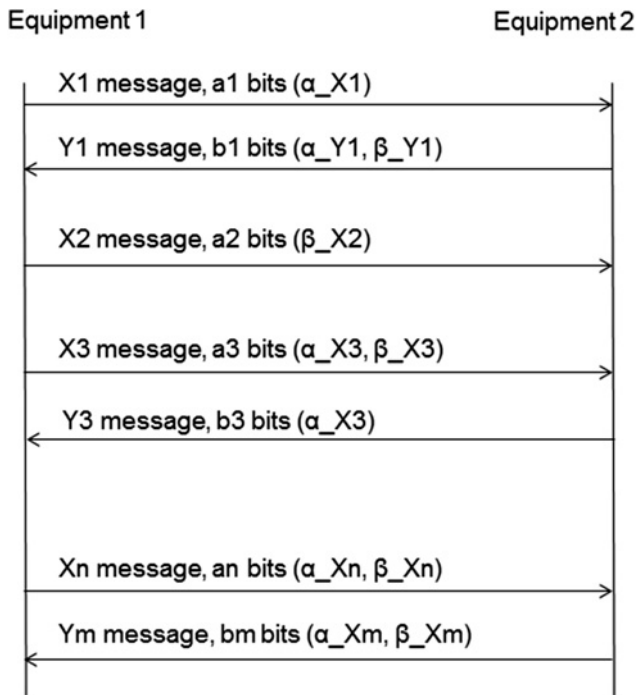 Equipment 1
Equipment 2
X1 message, a1 bits (α_X1)
Y1 message, b1 bits (α_Y1, β_Y1)
X2 message, a2 bits (β_X2)
X3 message, a3 bits (α_X3, β_X3)
Y3 message, b3 bits (α_X3)
Xn message, an bits (α_Xn, β_Xn)
Ym message, bm bits (α_Xm, β_Xm)